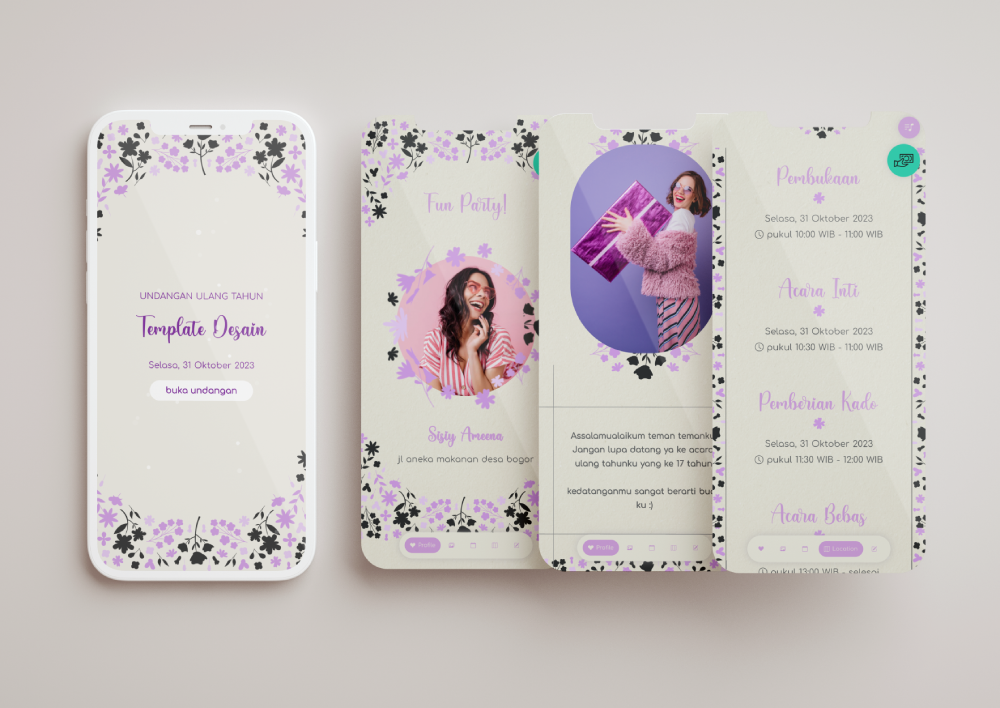 UNDANGAN ULANG TAHUN
Template Desain
Selasa, 31 Oktober 2023
buka undangan
Fun Party!
Sisty Ameena
jl aneka makanan desa bogor
Profile
Assalamualaikum teman temanku
Jangan lupa datang ya ke acara
ulang tahunku yang ke 17 tahun
kedatanganmu sangat berarti
ku :)
Profile
Pembukaan
Selasa, 31 Oktober 2023
pukul 10:00 WIB - 11:00 WIB
Acara Inti
Selasa, 31 Oktober 2023
pukul 10:30 WIB - 11:00 WIB
Pemberian Kado
Selasa, 31 Oktober 2023
pukul 11:30 WIB - 12:00 WIB
Acara Bebas
Location
pukul 13:00 WIB - selesai